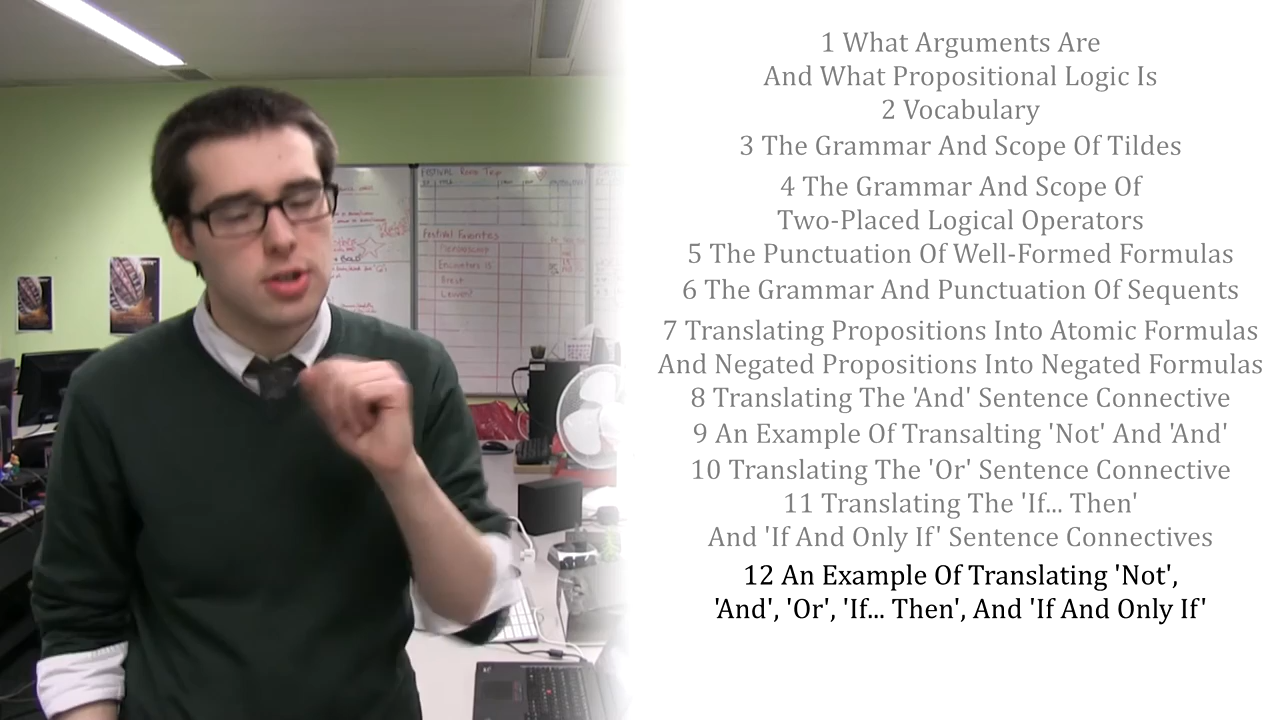 1 What Arguments Are
And What Propositional Logic Is
2 Vocabulary
3 The Grammar And Scope Of Tildes
4 The Grammar And Scope Of
Two-Placed Logical Operators
5 The Punctuation Of Well-Formed Formulas
6 The Grammar And Punctuation Of Sequents
7 Translating Propositions Into Atomic Formulas
And Negated Propositions Into Negated Formulas
8 Translating The 'And' Sentence Connective
9 An Example Of Transalting 'Not' And 'And'
10 Translating The 'Or' Sentence Connective
11 Translating The 'If... Then'
And 'If And Only If' Sentence Connectives
12 An Example Of Translating 'Not',
'And', 'Or', 'If... Then', And 'If And Only If'
FESTIVAL
Festival Favorites
Encounters
Brest